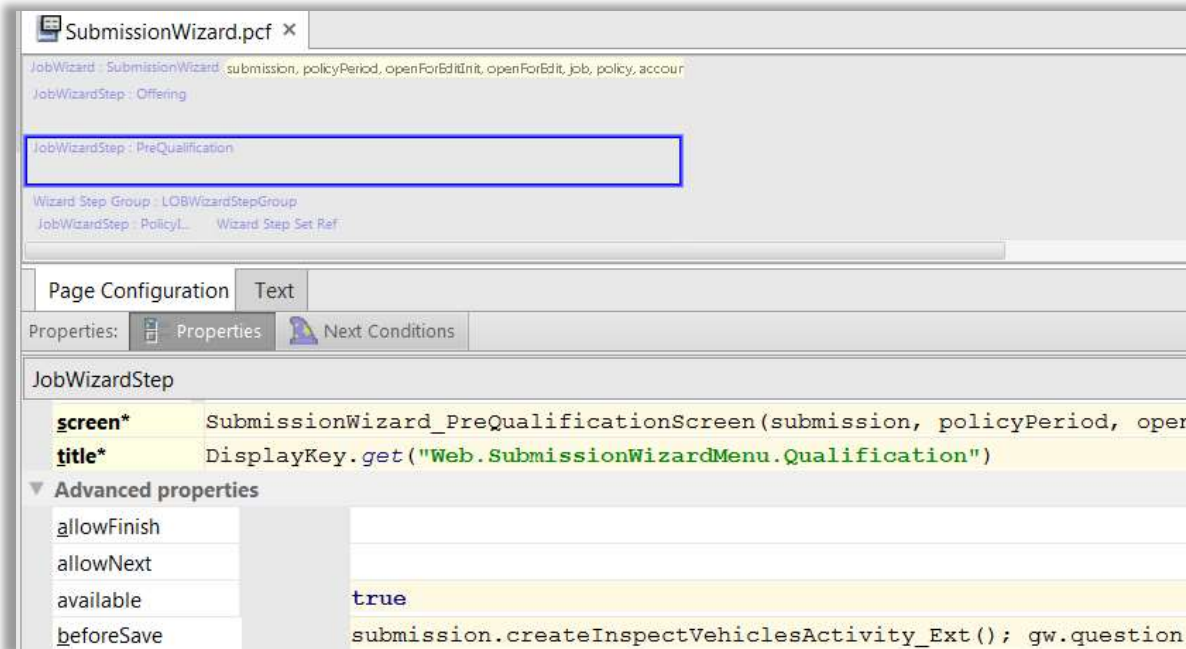 SubmissionWizard.pcf ×
JobWizard : SubmissionWizard submission, policyPeriod, openForEditInit, openForEdit, job, policy, accour
JobWizardStep : Offering
JobWizardStep : PreQualification
Wizard Step Group : LOBWizardStepGroup
JobWizardStep : PolicyI... Wizard Step Set Ref
Page Configuration Text
Properties: Properties Next Conditions
JobWizardStep
screen* SubmissionWizard_PreQualificationScreen(submission, policyPeriod, oper
title* DisplayKey.get("Web.SubmissionWizardMenu.Qualification")
Advanced properties
allowFinish
allowNext
available true
beforeSave submission.createInspectVehiclesActivity_Ext(); gw.question